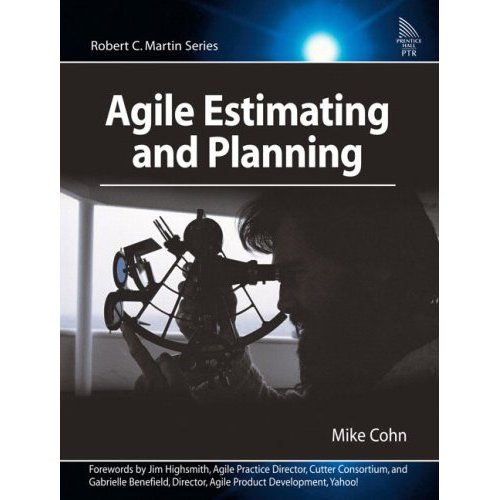 Robert C. Martin Series
PRENTICE
HALL
PTR
Agile Estimating
and Planning
Mike Cohn
Forewords by Jim Highsmith, Agile Practice Director, Cutter Consortium, and
Gabrielle Benefield, Director, Agile Product Development, Yahoo!